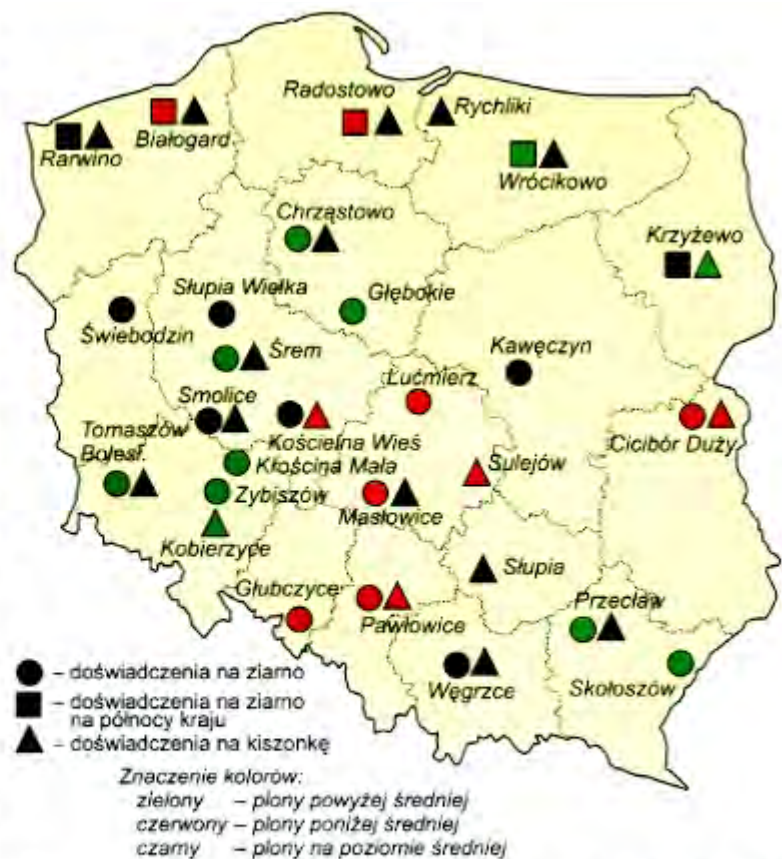 Radostowo
Rychliki
Białogard
Rarwino
Wrócikowo
Chrząstowo
Krzyżewo
Słupia Wielka
Głębokie
Świebodzin
Kawęczyn
Śrem
Łućmierz
Smolice
Tomaszów
Bolesł.
Kościelna Wieś
Cicibór Duży
Kłościna Mała
Sulejów
Zybiszów
Masłowice
Kobierzyce
Słupia
Głubczyce
Przecław
Pawłowice
Węgrzce
Skołoszów
– doświadczenia na ziarno
– doświadczenia na ziarno
na północy kraju
– doświadczenia na kiszonkę
Znaczenie kolorów:
zielony – plony powyżej średniej
czerwony – plony poniżej średniej
czarny – plony na poziomie średniej